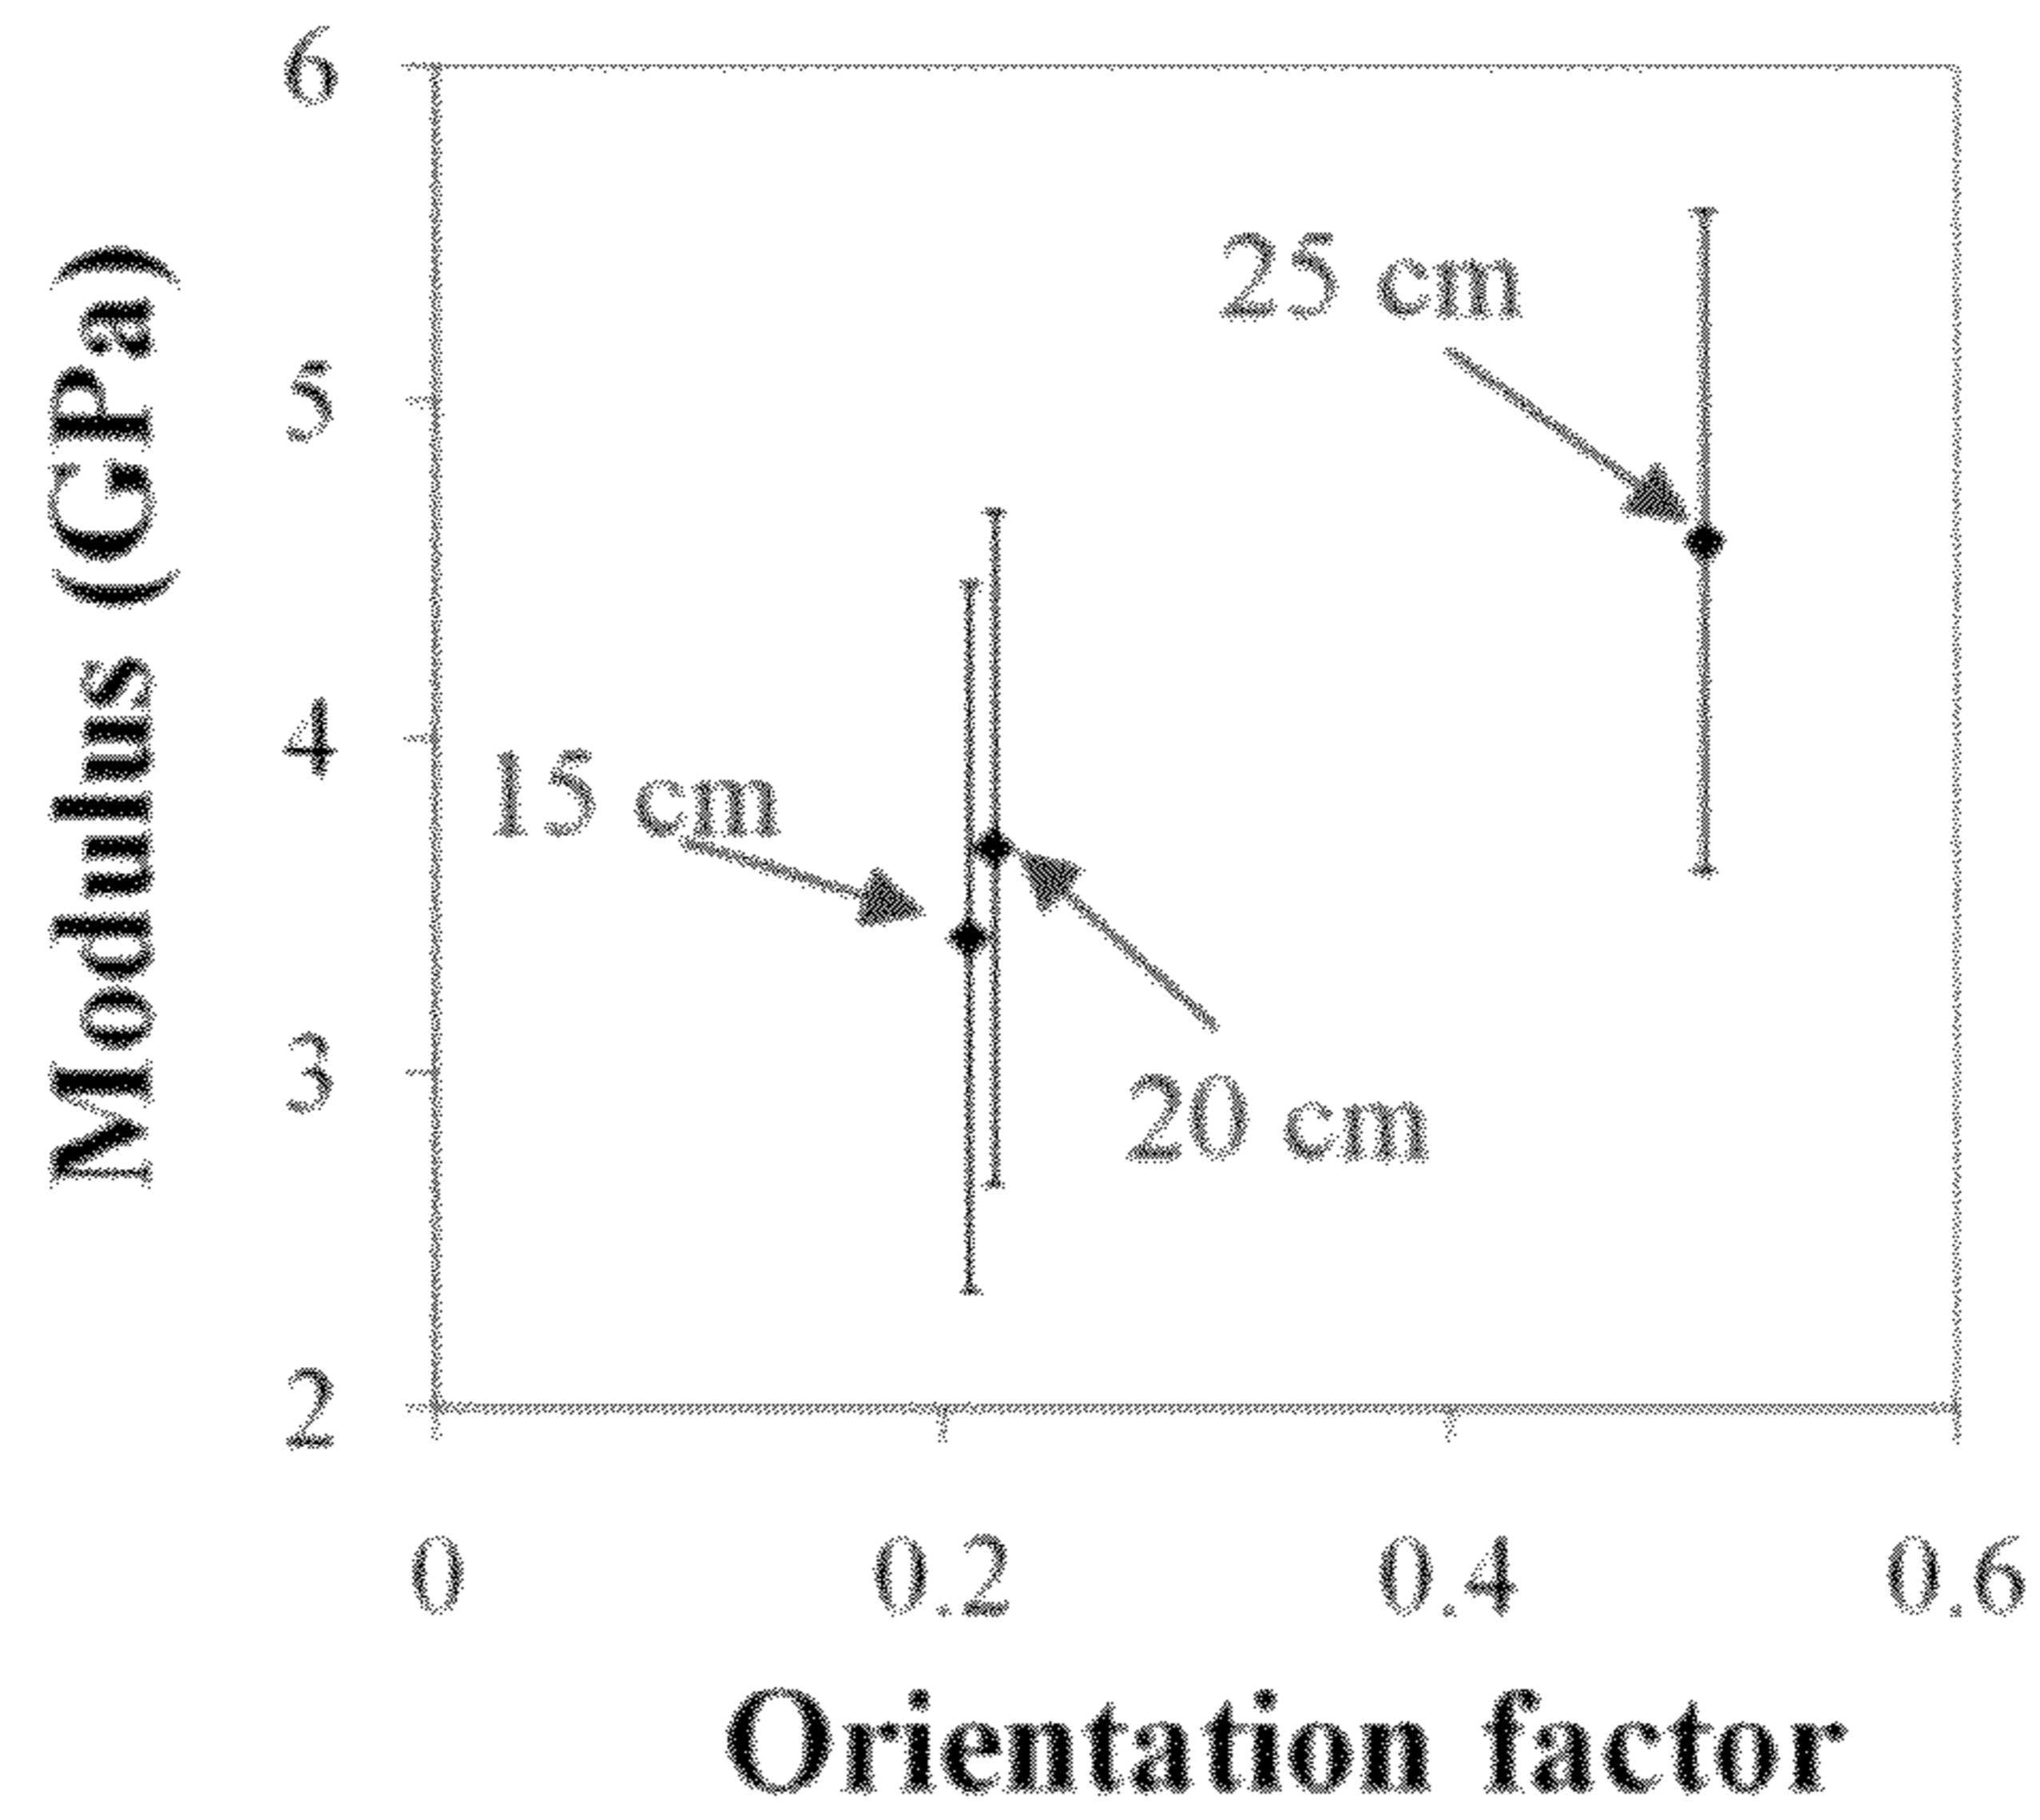 Modulus (GPa)
6
5
4
3
2
25 cm
15 cm
20 cm
0 0.2 0.4 0.6
Orientation factor